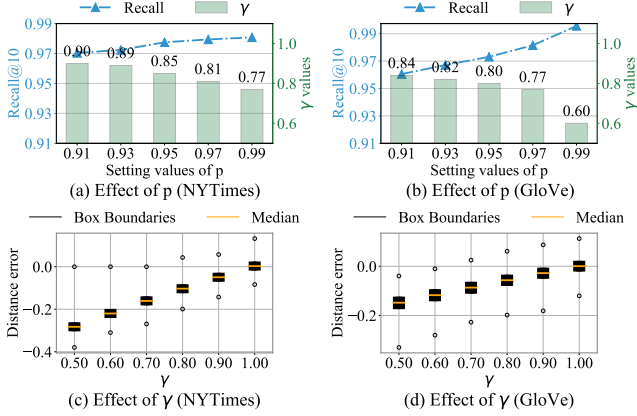 Recall γ
0.99
0.97
0.95
0.93
0.91
Recall@10
0.90 0.89 0.85 0.81 0.77
1.0
0.8
0.6
γ values
0.91 0.93 0.95 0.97 0.99
Setting values of p
(a) Effect of p (NYTimes)
Recall γ
0.99
0.97
0.95
0.93
0.91
Recall@10
0.84 0.82 0.80 0.77 0.60
1.0
0.8
0.6
γ values
0.91 0.93 0.95 0.97 0.99
Setting values of p
(b) Effect of p (GloVe)
Box Boundaries Median
Distance error
0.0
−0.2
−0.4
0.50 0.60 0.70 0.80 0.90 1.00
γ
(c) Effect of γ (NYTimes)
Box Boundaries Median
Distance error
0.0
−0.2
0.50 0.60 0.70 0.80 0.90 1.00
γ
(d) Effect of γ (GloVe)